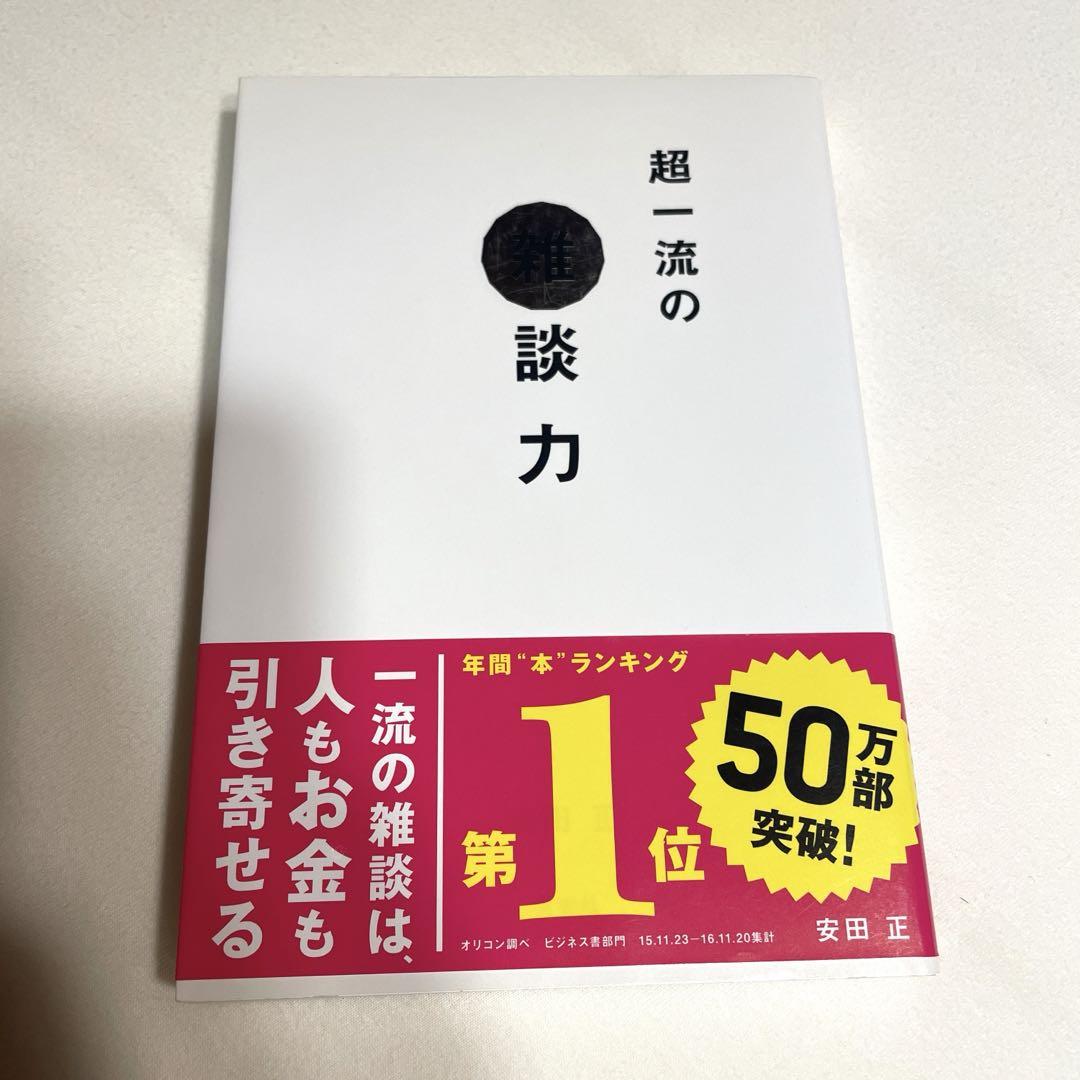 超一流の
雑談力
一流の雑談は、
人もお金も
引き寄せる
年間“本”ランキング
第1位
オリコン調べ ビジネス書部門 15.11.23−16.11.20集計
50万部
突破！
安田 正